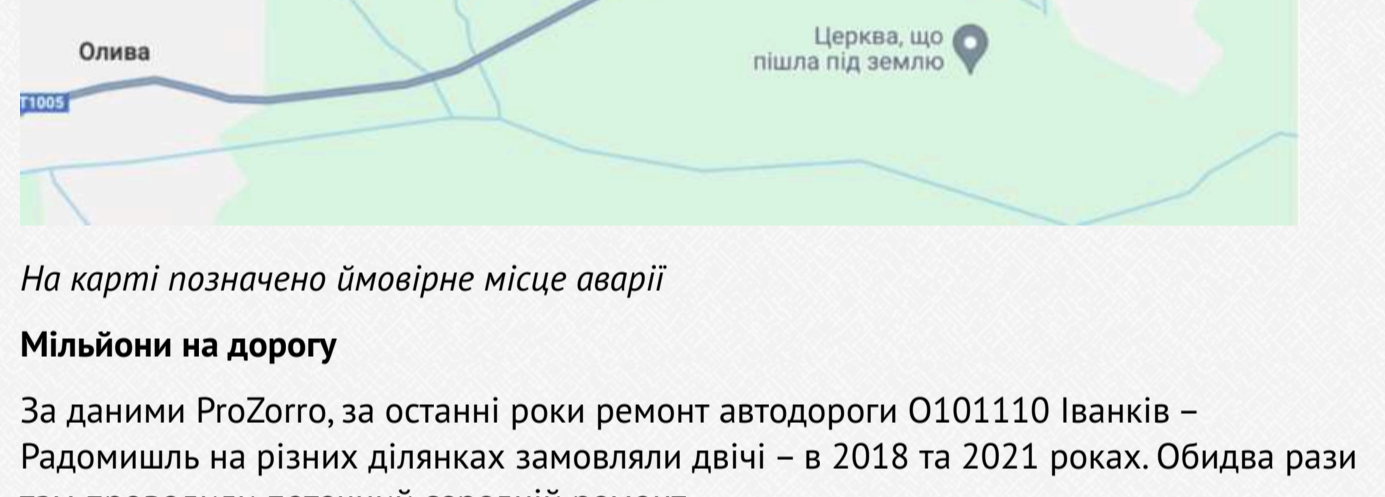 Олива
Церква, що
пішла під землю
T1005
На карті позначено ймовірне місце аварії
Мільйони на дорогу
За даними ProZorro, за останні роки ремонт автодороги О101110 Іванків –
Радомишль на різних ділянках замовляли двічі – в 2018 та 2021 роках. Обидва рази